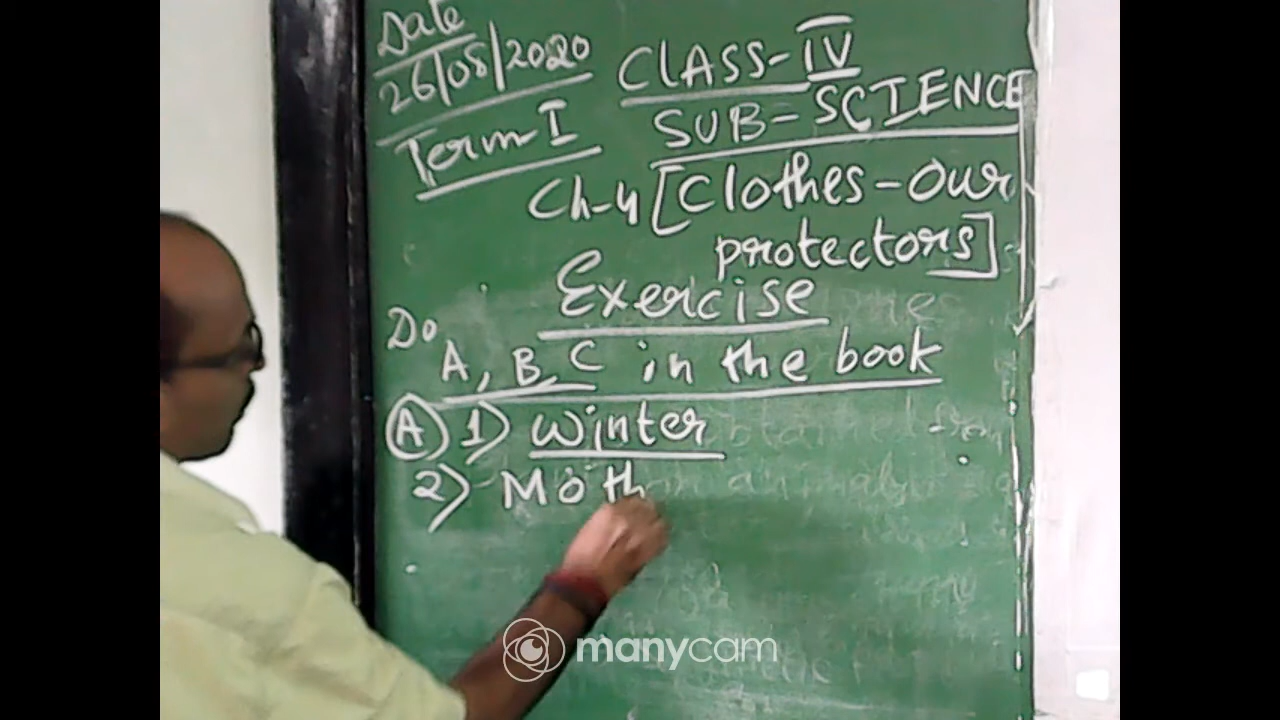 Date
26/08/2020
Term-I
CLASS-IV
SUB-SCIENCE
Ch-4 [Clothes-Our
protectors]
Exercise
Do
A, B, C in the book
(A) 1) Winter
2) Moth
manycam